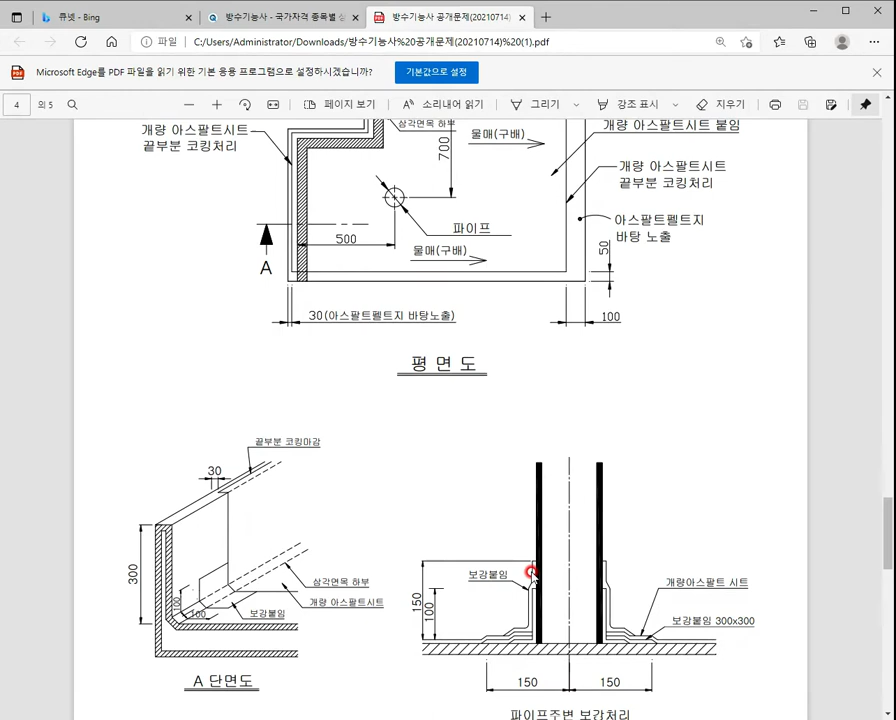 큐넷 - Bing
방수기능사 - 국가자격 종목별 상
방수기능사 공개문제(20210714)
파일
C:/Users/Administrator/Downloads/방수기능사%20공개문제(20210714)%20(1).pdf
Microsoft Edge를 PDF 파일을 읽기 위한 기본 응용 프로그램으로 설정하시겠습니까?
기본값으로 설정
4
의 5
페이지 보기
소리내어 읽기
그리기
강조 표시
지우기
개량 아스팔트시트
끝부분 코킹처리
삼각면목 하부
700
물매(구배)
개량 아스팔트시트 붙임
개량 아스팔트시트
끝부분 코킹처리
파이프
아스팔트펠트지
바탕 노출
500
물매(구배)
50
A
30(아스팔트펠트지 바탕노출)
100
평 면 도
끝부분 코킹마감
30
300
삼각면목 하부
개량 아스팔트시트
보강붙임
100
100
A 단면도
보강붙임
150
100
개량아스팔트 시트
보강붙임 300x300
150
150
파이프주변 보강처리